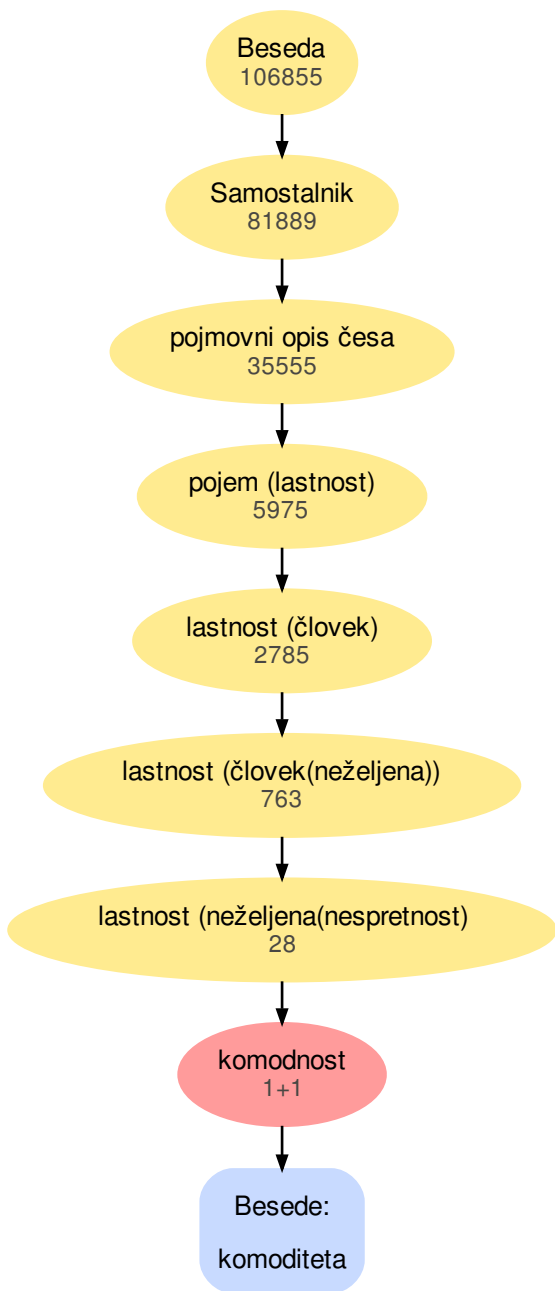 Beseda
106855
Samostalnik
81889
pojmovni opis česa
35555
pojem (lastnost)
5975
lastnost (človek)
2785
lastnost (človek(neželjena))
763
lastnost (neželjena(nespretnost)
28
komodnost
1+1
Besede:
komoditeta